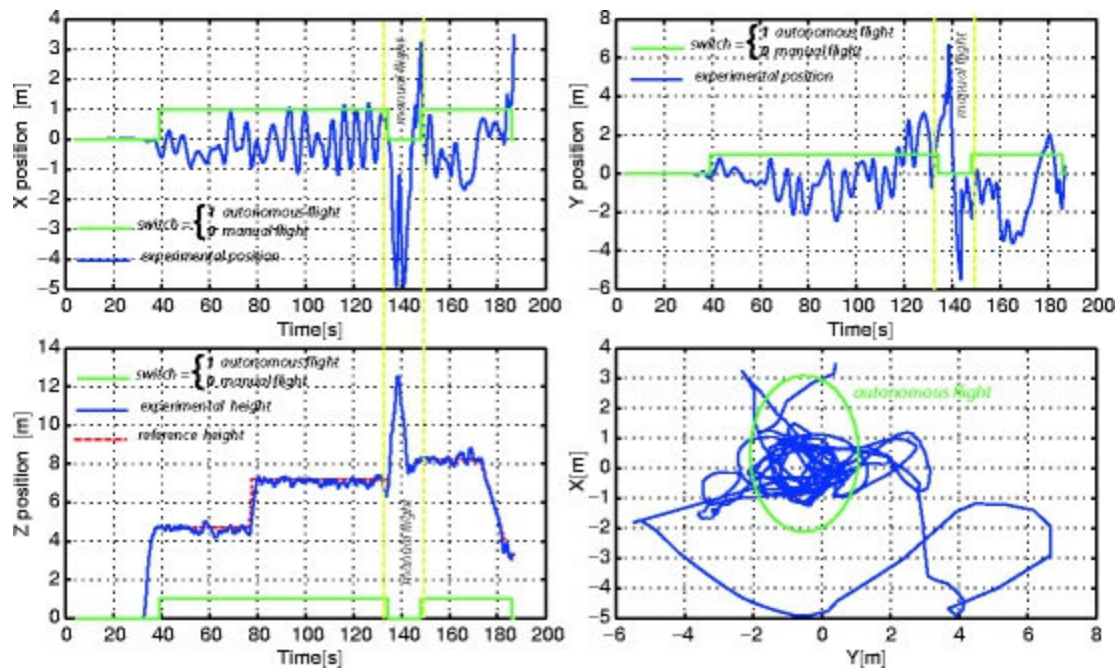 4
3
2
1
0
−1
−2
−3
−4
−5
X position [m]
manual flight
switch = { 1 autonomous flight
0 manual flight
experimental position
0 20 40 60 80 100 120 140 160 180 200
Time[s]
8
6
4
2
0
−2
−4
6
8
Y position [m]
switch = { 1 autonomous flight
0 manual flight
experimental position
manual flight
0 20 40 60 80 100 120 140 160 180 200
Time[s]
14
12
10
8
6
4
2
0
Z position [m]
switch = { 1 autonomous flight
0 manual flight
experimental height
reference height
manual flight
0 20 40 60 80 100 120 140 160 180 200
Time[s]
4
3
2
1
0
−1
−2
−3
−4
−5
X[m]
autonomous flight
−6 −4 −2 0 2 4 6 8
Y[m]